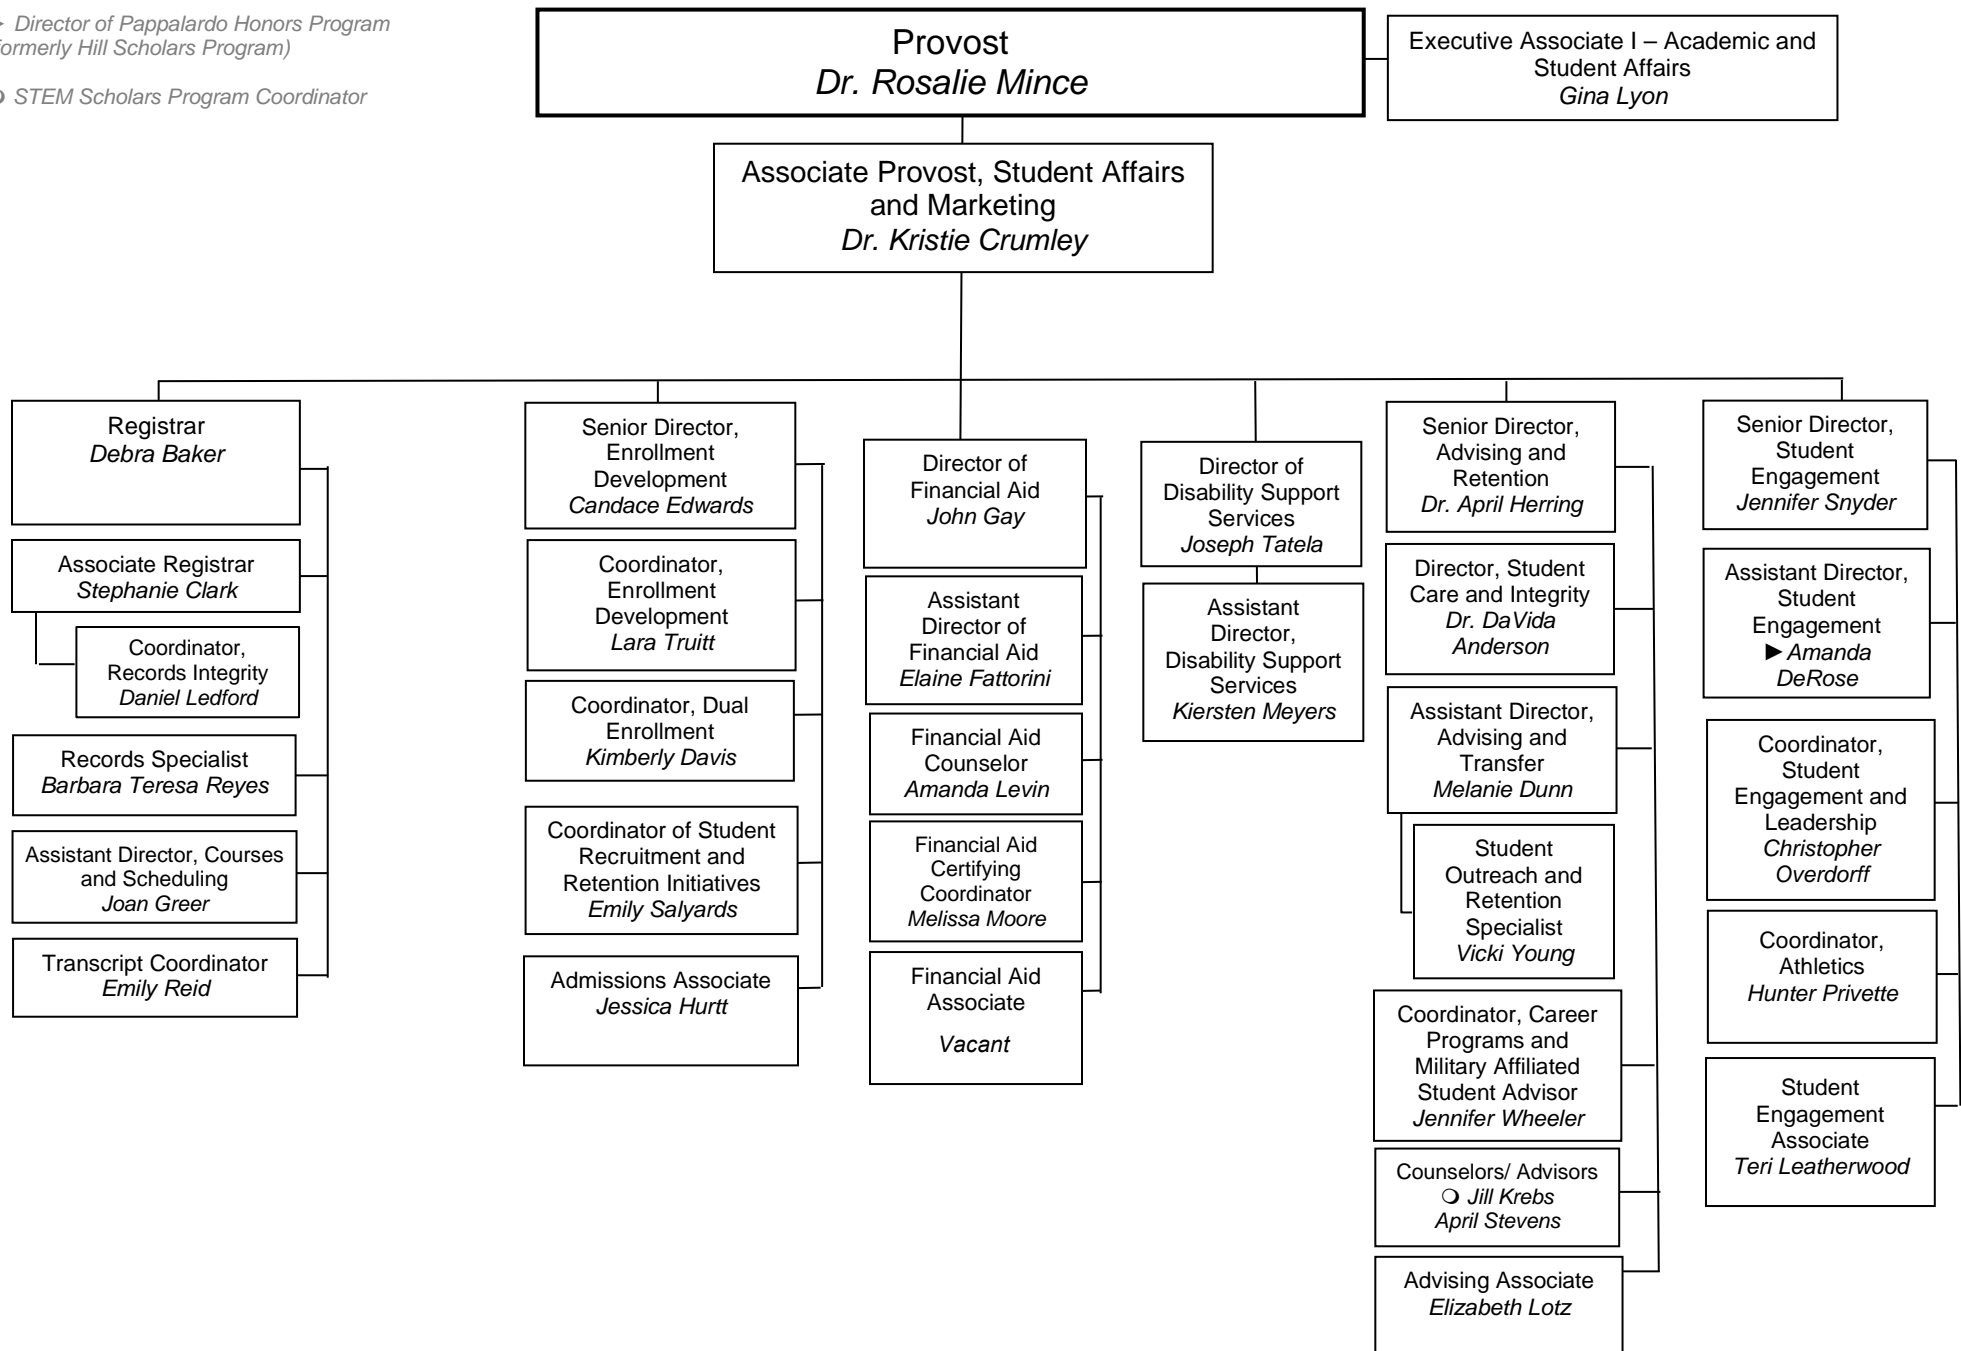 ► Director of Pappalardo Honors Program
formerly Hill Scholars Program)
❍ STEM Scholars Program Coordinator
Provost
Dr. Rosalie Mince
Executive Associate I – Academic and
Student Affairs
Gina Lyon
Associate Provost, Student Affairs
and Marketing
Dr. Kristie Crumley
Registrar
Debra Baker
Associate Registrar
Stephanie Clark
Coordinator,
Records Integrity
Daniel Ledford
Records Specialist
Barbara Teresa Reyes
Assistant Director, Courses
and Scheduling
Joan Greer
Transcript Coordinator
Emily Reid
Senior Director,
Enrollment
Development
Candace Edwards
Coordinator,
Enrollment
Development
Lara Truitt
Coordinator, Dual
Enrollment
Kimberly Davis
Coordinator of Student
Recruitment and
Retention Initiatives
Emily Salyards
Admissions Associate
Jessica Hurtt
Director of
Financial Aid
John Gay
Assistant
Director of
Financial Aid
Elaine Fattorini
Financial Aid
Counselor
Amanda Levin
Financial Aid
Certifying
Coordinator
Melissa Moore
Financial Aid
Associate
Vacant
Director of
Disability Support
Services
Joseph Tatela
Assistant
Director,
Disability Support
Services
Kiersten Meyers
Senior Director,
Advising and
Retention
Dr. April Herring
Director, Student
Care and Integrity
Dr. DaVida
Anderson
Assistant Director,
Advising and
Transfer
Melanie Dunn
Student
Outreach and
Retention
Specialist
Vicki Young
Coordinator, Career
Programs and
Military Affiliated
Student Advisor
Jennifer Wheeler
Counselors/ Advisors
❍ Jill Krebs
April Stevens
Advising Associate
Elizabeth Lotz
Senior Director,
Student
Engagement
Jennifer Snyder
Assistant Director,
Student
Engagement
►Amanda
DeRose
Coordinator,
Student
Engagement and
Leadership
Christopher
Overdorff
Coordinator,
Athletics
Hunter Privette
Student
Engagement
Associate
Teri Leatherwood